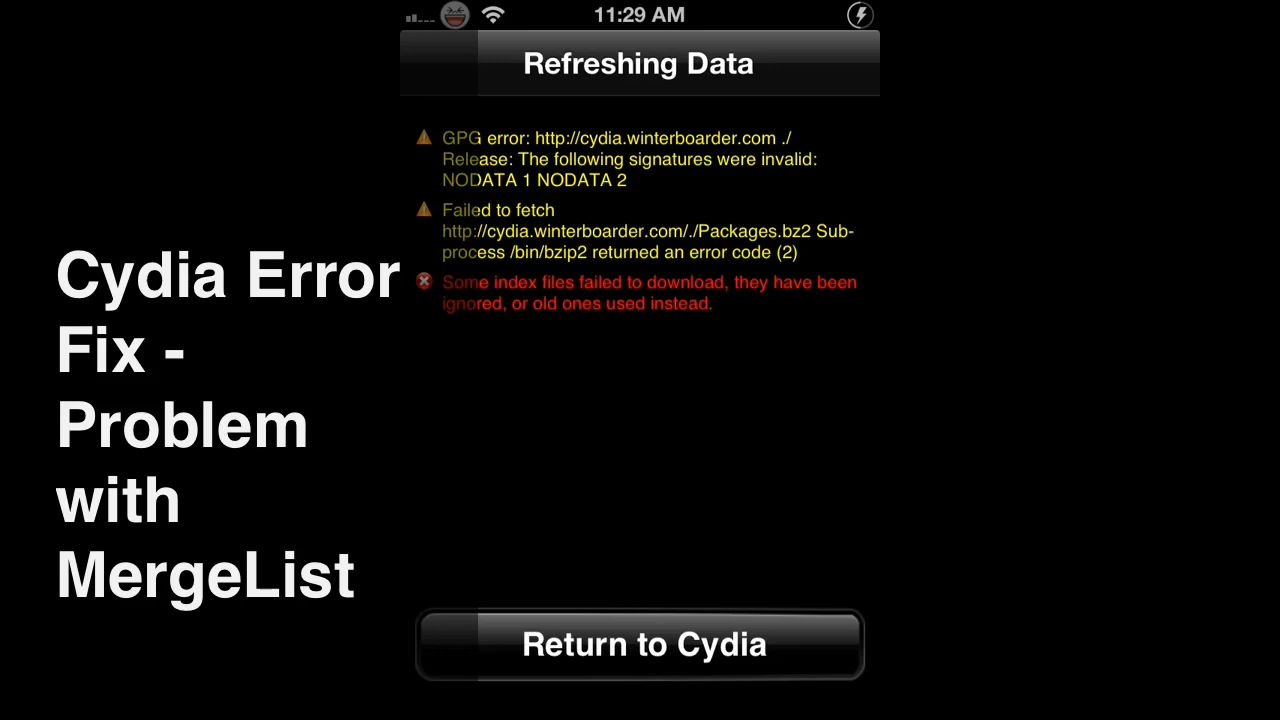 11:29 AM
Refreshing Data
GPG error: http://cydia.winterboarder.com ./
Release: The following signatures were invalid:
NODATA 1 NODATA 2
Failed to fetch
http://cydia.winterboarder.com/./Packages.bz2 Sub-
process /bin/bzip2 returned an error code (2)
Some index files failed to download, they have been
ignored, or old ones used instead.
Cydia Error
Fix -
Problem
with
MergeList
Return to Cydia